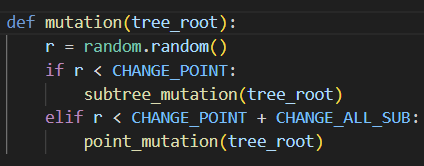 def mutation(tree_root):
    r = random.random()
    if r < CHANGE_POINT:
        subtree_mutation(tree_root)
    elif r < CHANGE_POINT + CHANGE_ALL_SUB:
        point_mutation(tree_root)